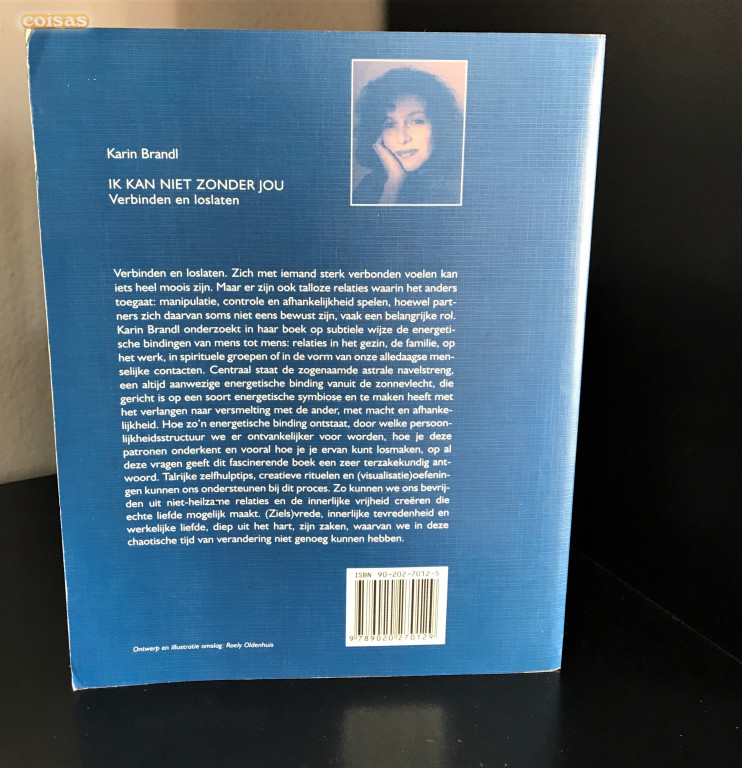 coisas
Karin Brandl
IK KAN NIET ZONDER JOU
Verbinden en loslaten
Verbinden en loslaten. Zich met iemand sterk verbonden voelen kan
iets heel moois zijn. Maar er zijn ook talloze relaties waarin het anders
toegaat: manipulatie, controle en afhankelijkheid spelen, hoewel part-
ners zich daarvan soms niet eens bewust zijn, vaak een belangrijke rol.
Karin Brandl onderzoekt in haar boek op subtiele wijze de energeti-
sche bindingen van mens tot mens: relaties in het gezin, de familie, op
het werk, in spirituele groepen of in de vorm van onze alledaagse men-
selijke contacten. Centraal staat de zogenaamde astrale navelstreng,
een altijd aanwezige energetische binding vanuit de zonnevlecht, die
gericht is op een soort energetische symbiose en te maken heeft met
het verlangen naar versmelting met de ander, met macht en afhanke-
lijkheid. Hoe zo'n energetische binding ontstaat, door welke persoon-
lijkheidsstructuur we er ontvankelijker voor worden, hoe je deze
patronen onderkent en vooral hoe je je ervan kunt losmaken, op al
deze vragen geeft dit fascinerende boek een zeer terzakekundig ant-
woord. Talrijke zelfhulptips, creatieve rituelen en (visualisatie)oefenin-
gen kunnen ons ondersteunen bij dit proces. Zo kunnen we ons bevrij-
den uit niet-heilzame relaties en de innerlijke vrijheid creëren die
echte liefde mogelijk maakt. (Ziels)vrede, innerlijke tevredenheid en
werkelijke liefde, diep uit het hart, zijn zaken, waarvan we in deze
chaotische tijd van verandering niet genoeg kunnen hebben.
ISBN 90-202-7012-5
9 789020 270129
Ontwerp en illustratie omslag: Roely Oldenhuis